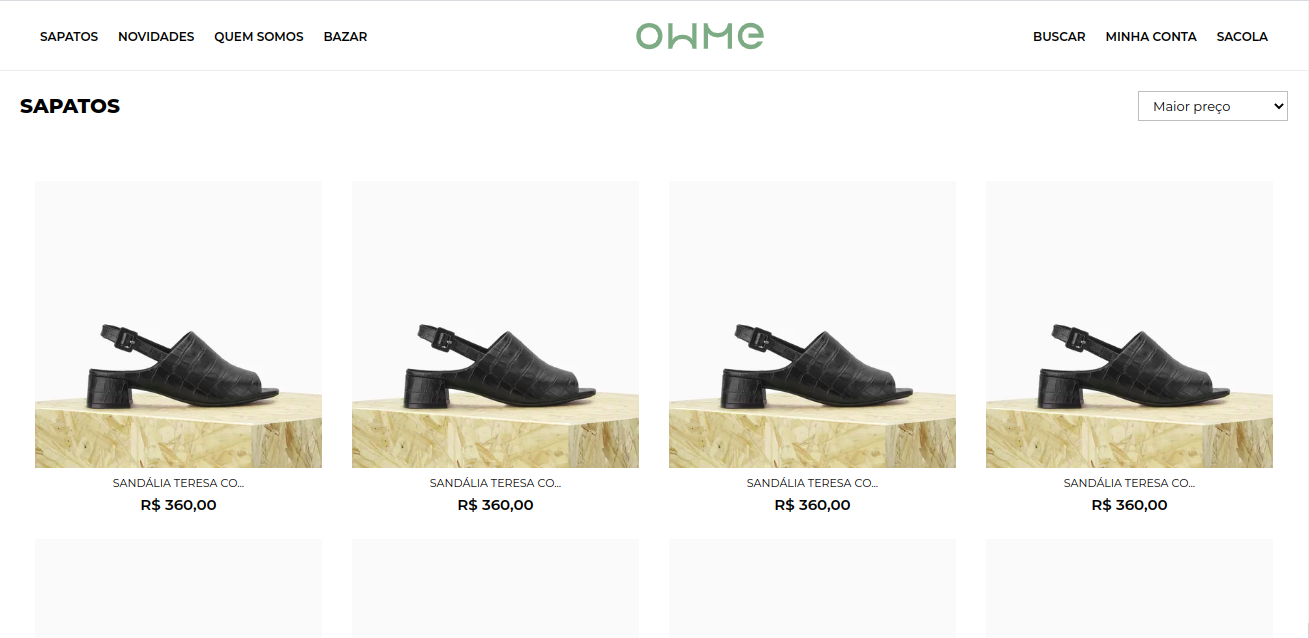 SAPATOS NOVIDADES QUEM SOMOS BAZAR OWME BUSCAR MINHA CONTA SACOLA
SAPATOS Maior preço
SANDÁLIA TERESA CO... SANDÁLIA TERESA CO... SANDÁLIA TERESA CO... SANDÁLIA TERESA CO...
R$ 360,00 R$ 360,00 R$ 360,00 R$ 360,00